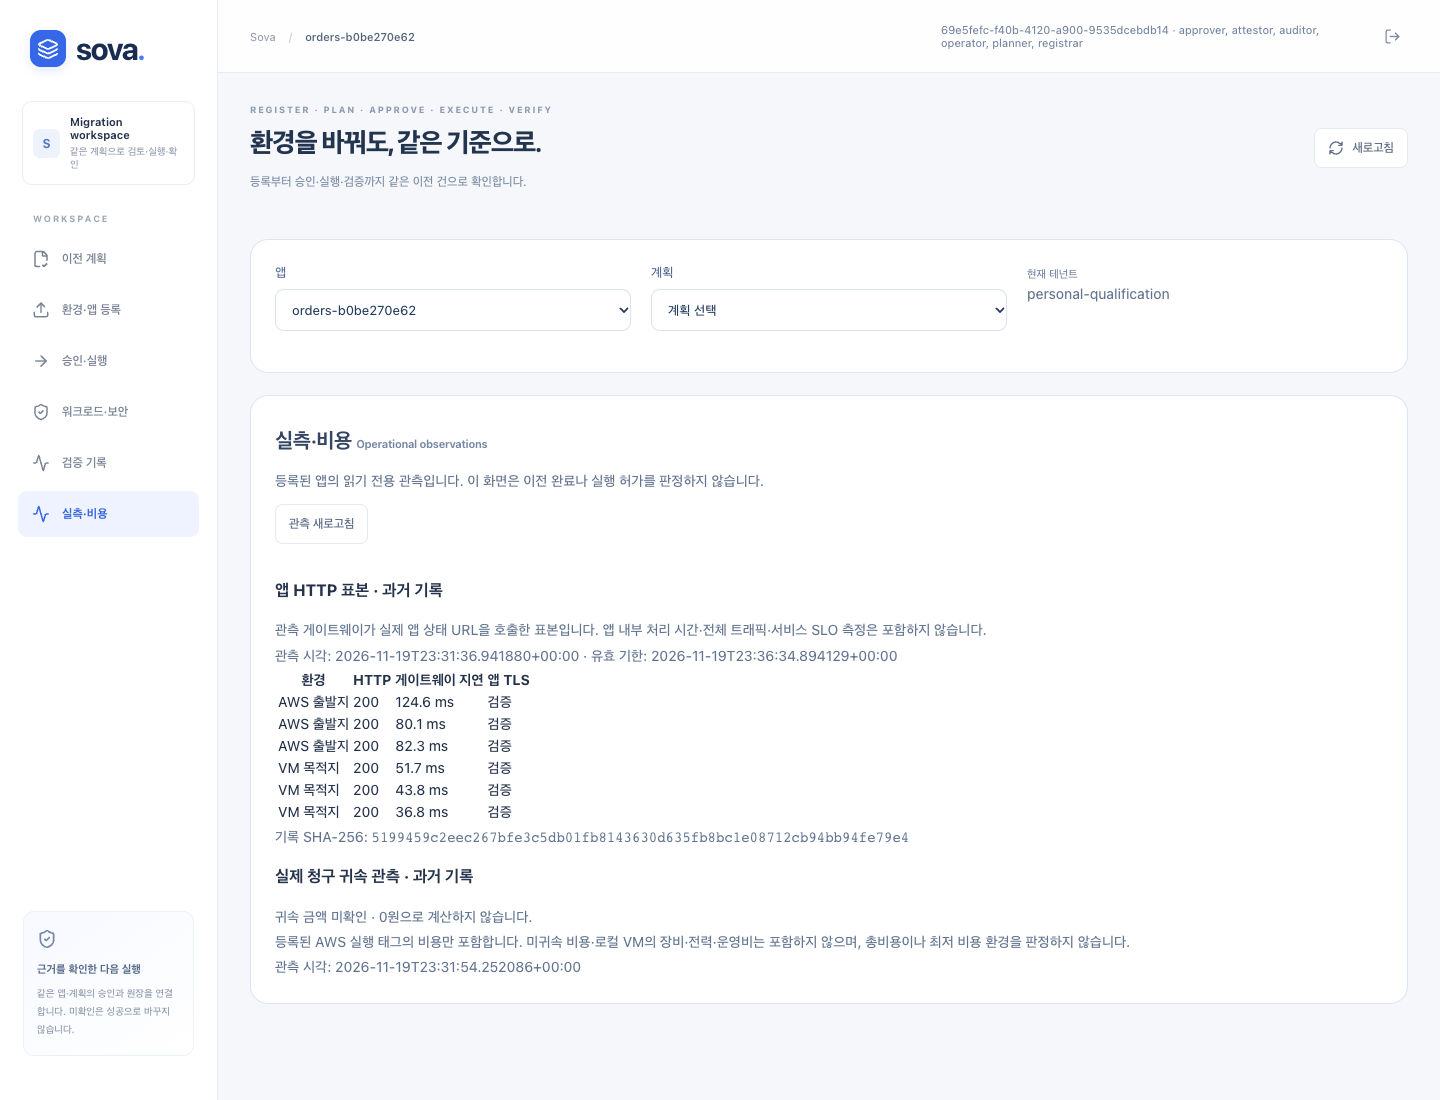 sova.
Sova / orders-b0be270e62
69e5fefc-f40b-4120-a900-9535dcebdb14 · approver, attestor, auditor,
operator, planner, registrar
S
Migration
workspace
같은 계획으로 검토·실행·확
인
WORKSPACE
이전 계획
환경·앱 등록
승인·실행
워크로드·보안
검증 기록
실측·비용
근거를 확인한 다음 실행
같은 앱·계획의 승인과 원장을 연결
합니다. 미확인은 성공으로 바꾸지
않습니다.
REGISTER · PLAN · APPROVE · EXECUTE · VERIFY
환경을 바꿔도, 같은 기준으로.
등록부터 승인·실행·검증까지 같은 이전 건으로 확인합니다.
새로고침
앱
orders-b0be270e62
계획
계획 선택
현재 테넌트
personal-qualification
실측·비용 Operational observations
등록된 앱의 읽기 전용 관측입니다. 이 화면은 이전 완료나 실행 허가를 판정하지 않습니다.
관측 새로고침
앱 HTTP 표본 · 과거 기록
관측 게이트웨이가 실제 앱 상태 URL을 호출한 표본입니다. 앱 내부 처리 시간·전체 트래픽·서비스 SLO 측정은 포함하지 않습니다.
관측 시각: 2026-11-19T23:31:36.941880+00:00 · 유효 기한: 2026-11-19T23:36:34.894129+00:00
환경 HTTP 게이트웨이 지연 앱 TLS
AWS 출발지 200 124.6 ms 검증
AWS 출발지 200 80.1 ms 검증
AWS 출발지 200 82.3 ms 검증
VM 목적지 200 51.7 ms 검증
VM 목적지 200 43.8 ms 검증
VM 목적지 200 36.8 ms 검증
기록 SHA-256: 5199459c2eec267bfe3c5db01fb8143630d635fb8bc1e08712cb94bb94fe79e4
실제 청구 귀속 관측 · 과거 기록
귀속 금액 미확인 · 0원으로 계산하지 않습니다.
등록된 AWS 실행 태그의 비용만 포함합니다. 미귀속 비용·로컬 VM의 장비·전력·운영비는 포함하지 않으며, 총비용이나 최저 비용 환경을 판정하지 않습니다.
관측 시각: 2026-11-19T23:31:54.252086+00:00